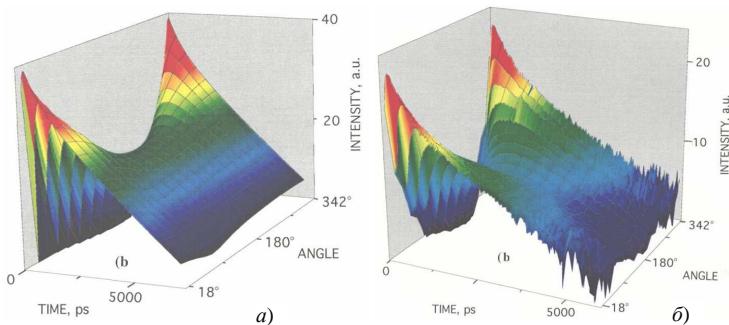 40
INTENSITY, a.u.
20
342°
180°
ANGLE
(b
0
5000
18°
TIME, ps
а)
20
INTENSITY, a.u.
10
342°
180°
ANGLE
(b
0
5000
18°
TIME, ps
б)